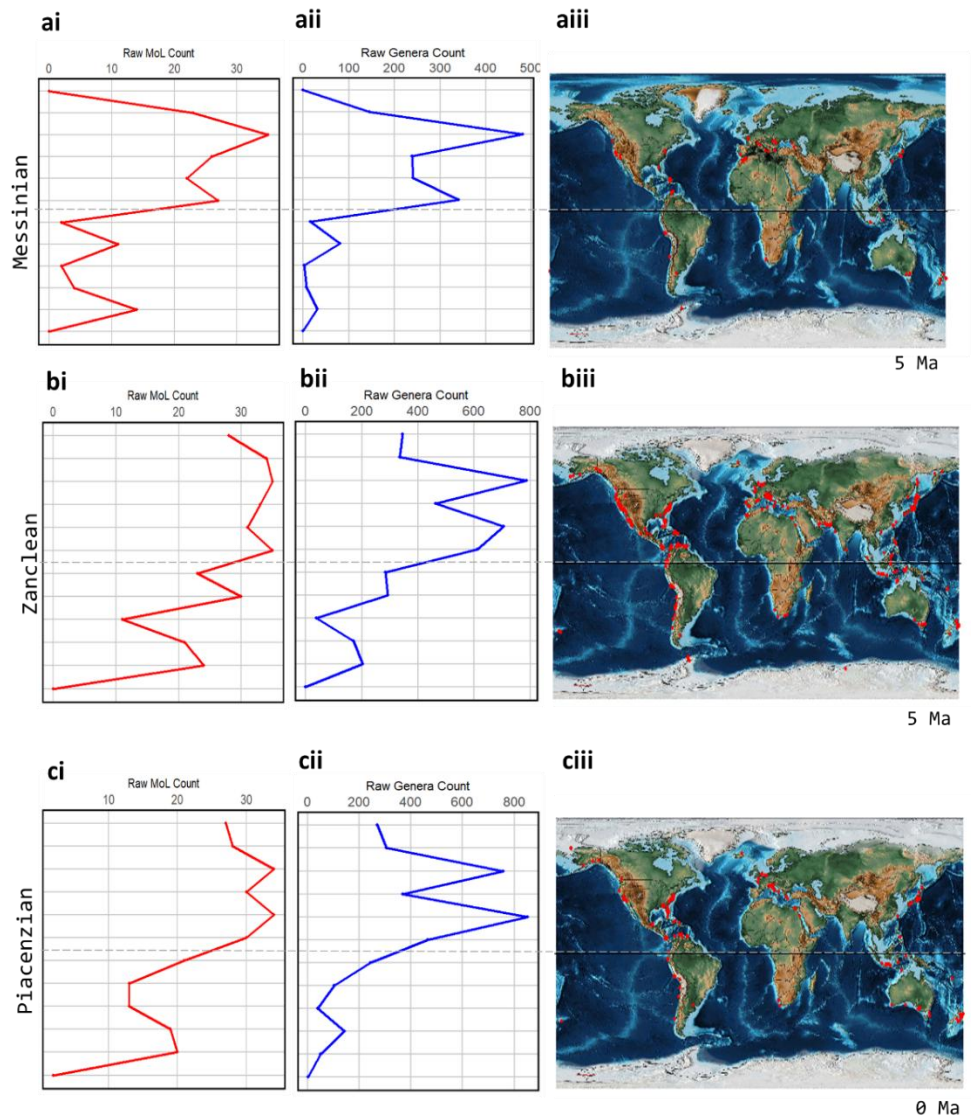 ai
aii
aiii
Raw MoL Count
0 10 20 30
Raw Genera Count
0 100 200 300 400 500
Messinian
5 Ma
bi
bii
biii
Raw MoL Count
0 10 20 30
Raw Genera Count
0 200 400 600 800
Zanclean
5 Ma
ci
cii
ciii
Raw MoL Count
10 20 30
Raw Genera Count
0 200 400 600 800
Piacenzian
0 Ma